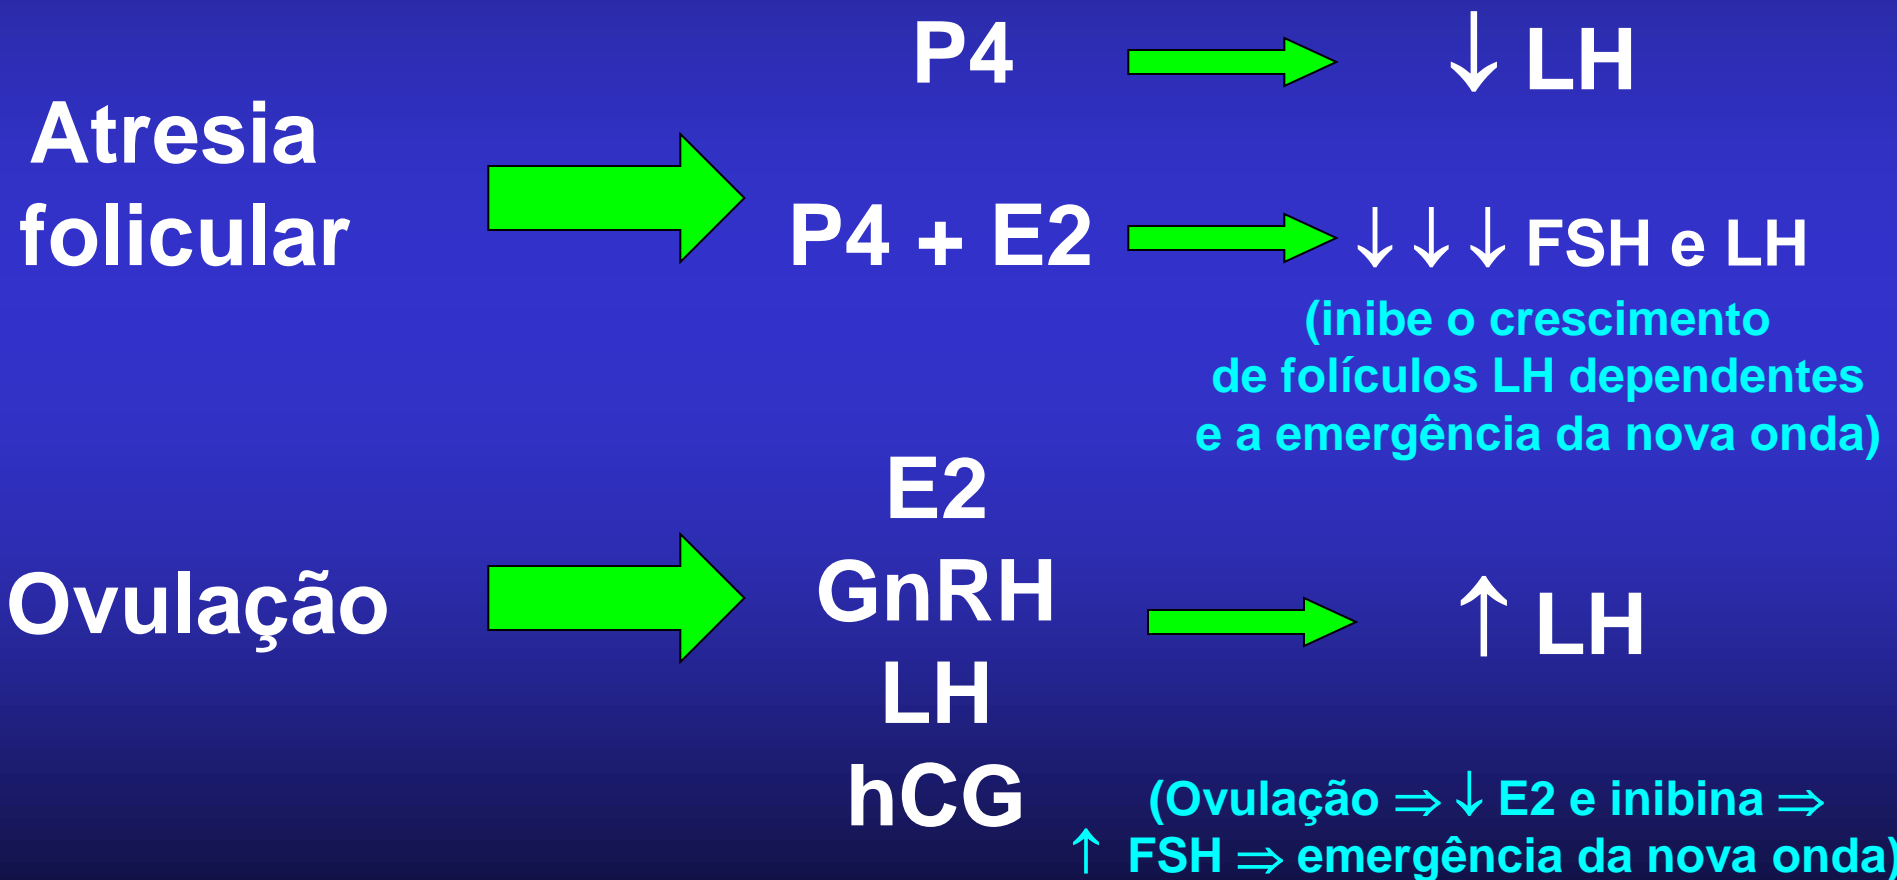 Atresia
folicular
P4
↓ LH
P4 + E2
↓ ↓ ↓ FSH e LH
(inibe o crescimento
de folículos LH dependentes
e a emergência da nova onda)
Ovulação
E2
GnRH
LH
hCG
↑ LH
(Ovulação ⇒ ↓ E2 e inibina ⇒
↑ FSH ⇒ emergência da nova onda)